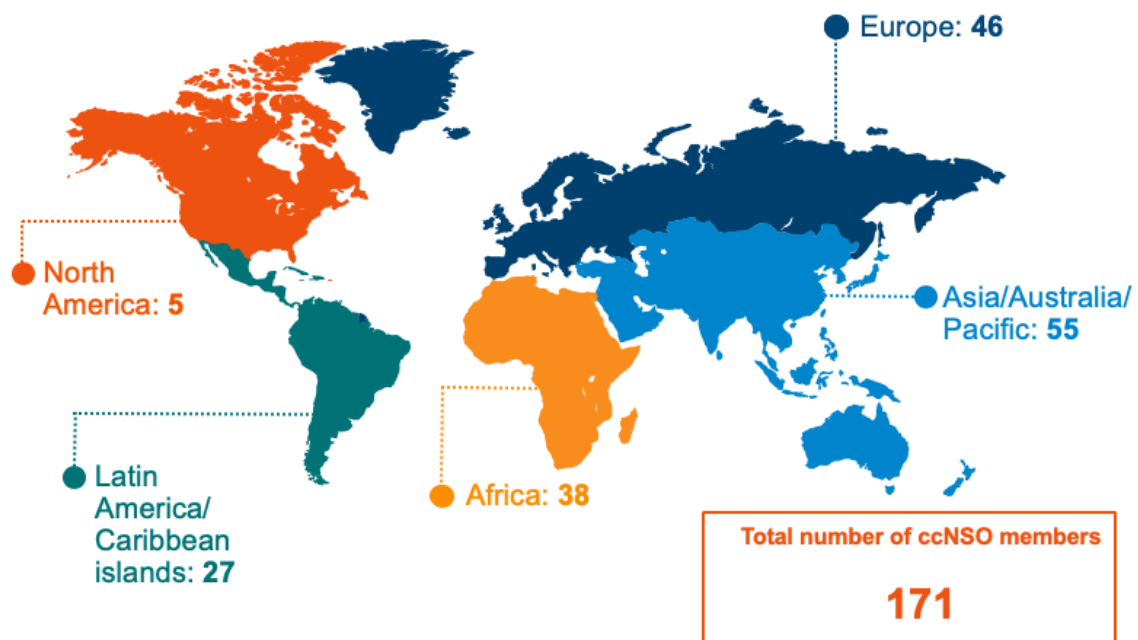 Europe: 46
North
America: 5
Asia/Australia/
Pacific: 55
Latin
America/
Caribbean
islands: 27
Africa: 38
Total number of ccNSO members
171